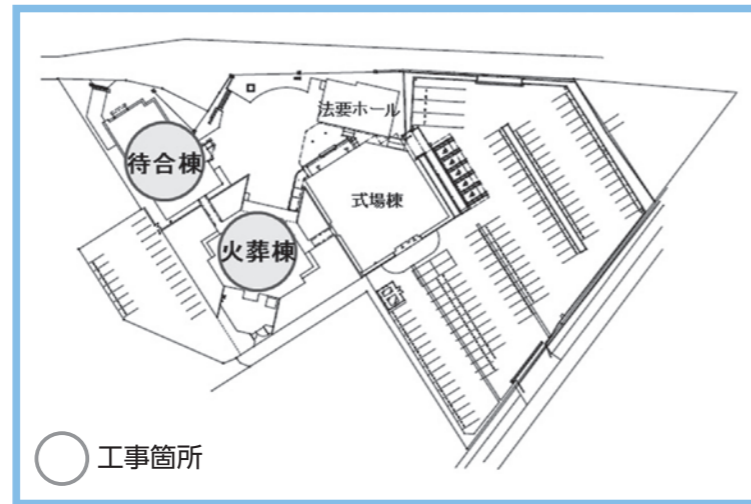 法要ホール
待合棟
式場棟
火葬棟
工事箇所